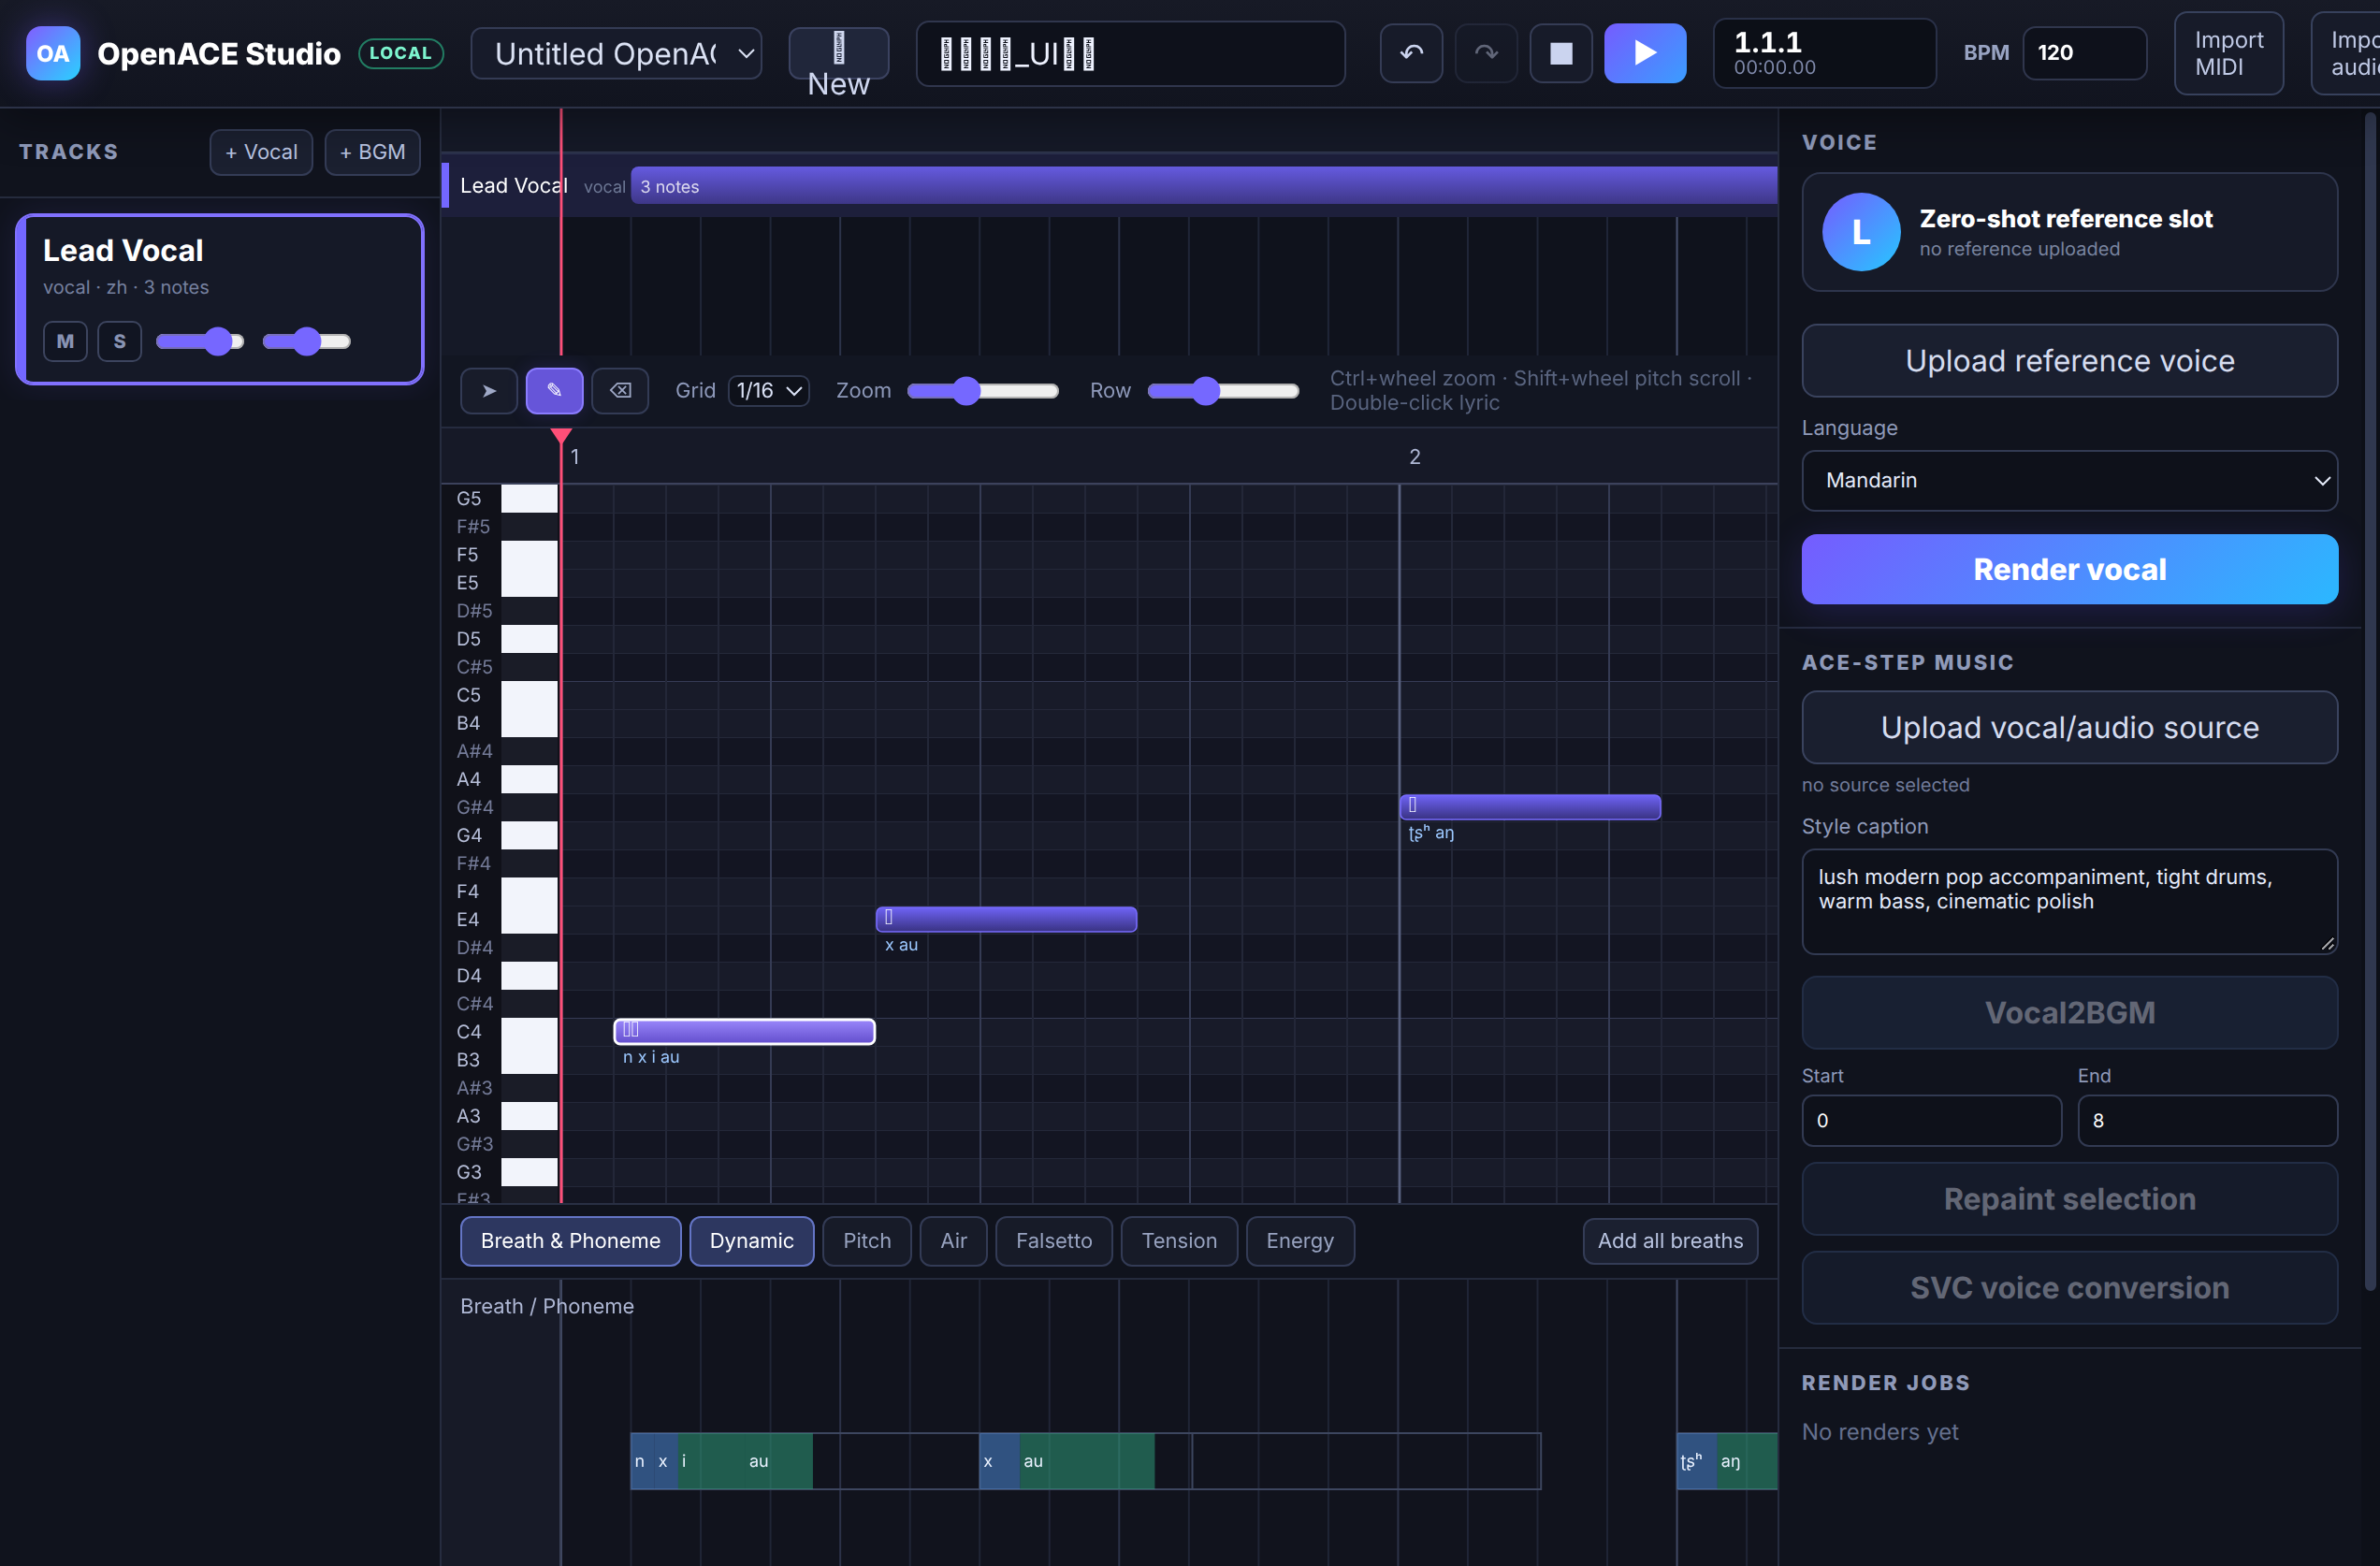 OA OpenACE Studio LOCAL
Untitled OpenAC
New
_UI
1.1.1
00:00.00
BPM 120
Import
MIDI
TRACKS + Vocal + BGM
Lead Vocal
vocal · zh · 3 notes
M S
Lead Vocal vocal 3 notes
Grid 1/16 Zoom Row
Ctrl+wheel zoom · Shift+wheel pitch scroll ·
Double-click lyric
1 2
G5
F#5
F5
E5
D#5
D5
C#5
C5
B4
A#4
A4
G#4
G4
F#4
F4
E4
D#4
D4
C#4
C4
B3
A#3
A3
G#3
G3
F#3
ʈʂʰ aŋ
x au
n x i au
Breath & Phoneme Dynamic Pitch Air Falsetto Tension Energy Add all breaths
Breath / Phoneme
n x i au x au ʈʂʰ aŋ
VOICE
L
Zero-shot reference slot
no reference uploaded
Upload reference voice
Language
Mandarin
Render vocal
ACE-STEP MUSIC
Upload vocal/audio source
no source selected
Style caption
lush modern pop accompaniment, tight drums,
warm bass, cinematic polish
Vocal2BGM
Start End
0 8
Repaint selection
SVC voice conversion
RENDER JOBS
No renders yet